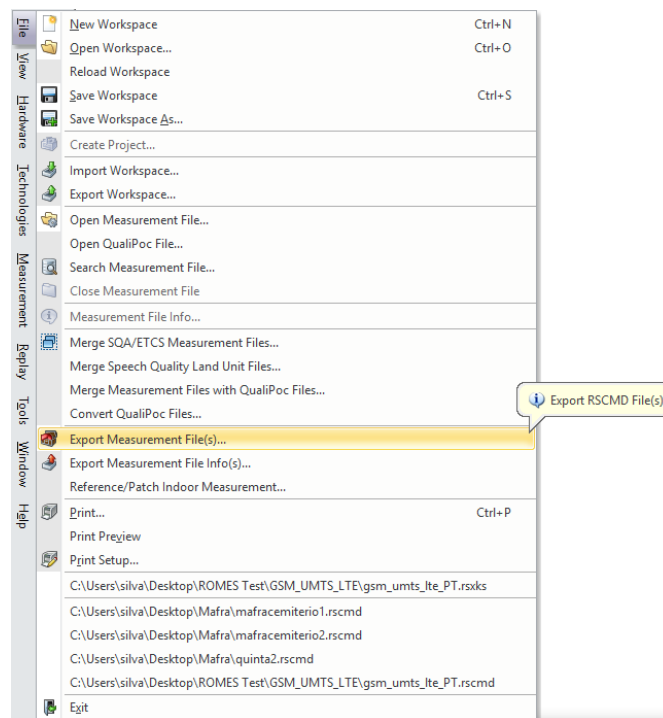 File
View
Hardware
Technologies
Measurement
Replay
Tools
Window
Help
New Workspace Ctrl+N
Open Workspace... Ctrl+O
Reload Workspace
Save Workspace Ctrl+S
Save Workspace As...
Create Project...
Import Workspace...
Export Workspace...
Open Measurement File...
Open QualiPoc File...
Search Measurement File...
Close Measurement File
Measurement File Info...
Merge SQA/ETCS Measurement Files...
Merge Speech Quality Land Unit Files...
Merge Measurement Files with QualiPoc Files...
Convert QualiPoc Files...
Export Measurement File(s)...
Export RSCMD File(s)
Export Measurement File Info(s)...
Reference/Patch Indoor Measurement...
Print... Ctrl+P
Print Preview
Print Setup...
C:\Users\silva\Desktop\ROMES Test\GSM_UMTS_LTE\gsm_umts_lte_PT.rsxks
C:\Users\silva\Desktop\Mafra\mafracemiterio1.rscmd
C:\Users\silva\Desktop\Mafra\mafracemiterio2.rscmd
C:\Users\silva\Desktop\Mafra\quinta2.rscmd
C:\Users\silva\Desktop\ROMES Test\GSM_UMTS_LTE\gsm_umts_lte_PT.rscmd
Exit